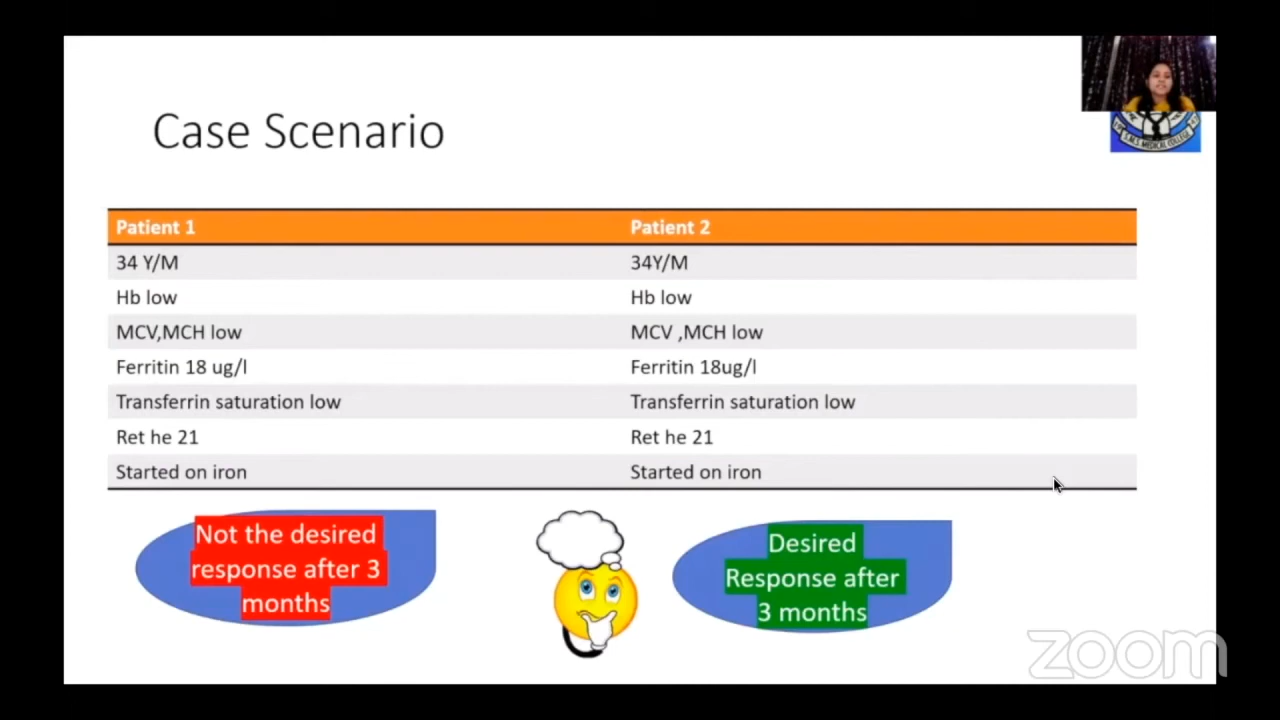 Case Scenario
S.M.S. MEDICAL COLLEGE
Patient 1 Patient 2
34 Y/M 34Y/M
Hb low Hb low
MCV,MCH low MCV ,MCH low
Ferritin 18 ug/l Ferritin 18ug/l
Transferrin saturation low Transferrin saturation low
Ret he 21 Ret he 21
Started on iron Started on iron
Not the desired
response after 3
months
Desired
Response after
3 months
zoom